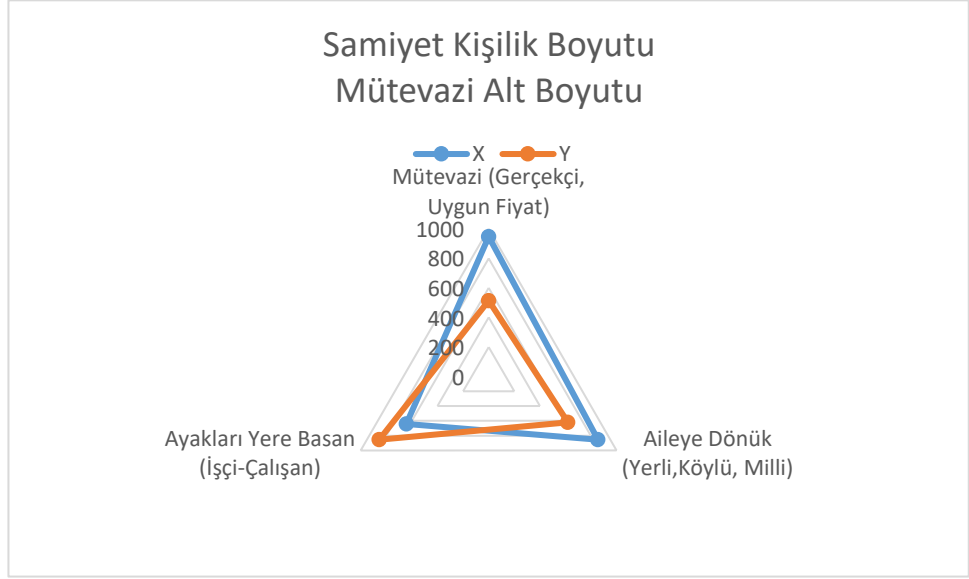 Samiyet Kişilik Boyutu
Mütevazi Alt Boyutu
X Y
Mütevazi (Gerçekçi,
Uygun Fiyat)
1000
800
600
400
200
0
Ayakları Yere Basan
(İşçi-Çalışan)
Aileye Dönük
(Yerli,Köylü, Milli)